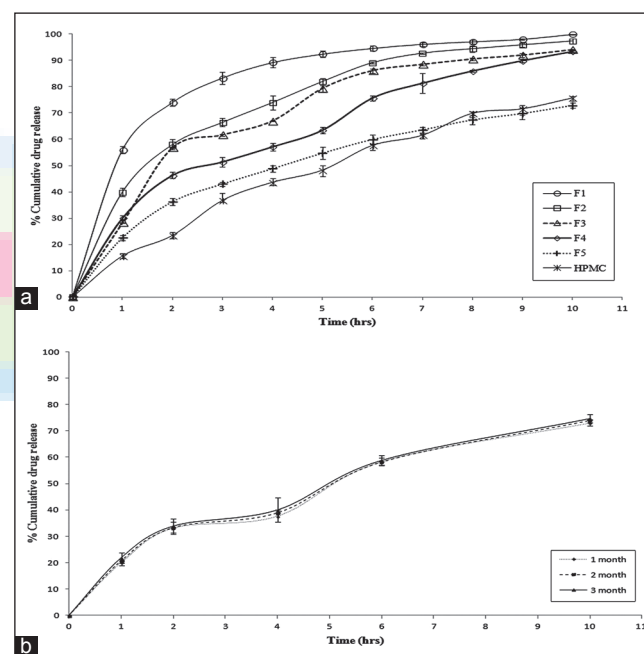 100
90
80
70
60
50
40
30
20
10
0
% Cumulative drug release
0 1 2 3 4 5 6 7 8 9 10 11
Time (hrs)
F1
F2
F3
F4
F5
HPMC
a
100
90
80
70
60
50
40
30
20
10
0
% Cumulative drug release
0 1 2 3 4 5 6 7 8 9 10 11
Time (hrs)
1 month
2 month
3 month
b